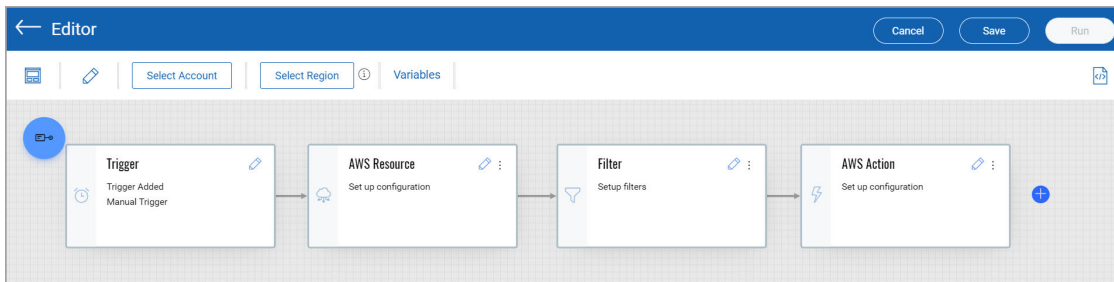 Editor
Cancel
Save
Run
Select Account
Select Region
Variables
Trigger
Trigger Added
Manual Trigger
AWS Resource
Set up configuration
Filter
Setup filters
AWS Action
Set up configuration